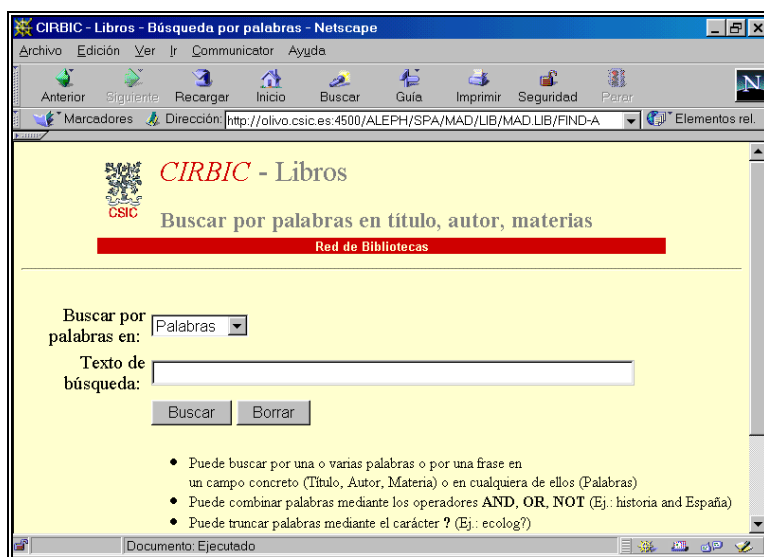 CIRBIC - Libros - Búsqueda por palabras - Netscape
Archivo Edición Ver Ir Communicator Ayuda
Anterior Siguiente Recargar Inicio Buscar Guía Imprimir Seguridad Parar
N
Marcadores Dirección: http://olivo.csic.es:4500/ALEPH/SPA/MAD/LIB/MAD.LIB/FIND-A Elementos rel.
CIRBIC - Libros
CSIC
Buscar por palabras en título, autor, materias
Red de Bibliotecas
Buscar por
palabras en:
Palabras
Texto de
búsqueda:
Buscar Borrar
• Puede buscar por una o varias palabras o por una frase en
un campo concreto (Título, Autor, Materia) o en cualquiera de ellos (Palabras)
• Puede combinar palabras mediante los operadores AND, OR, NOT (Ej.: historia and España)
• Puede truncar palabras mediante el carácter ? (Ej.: ecolog?)
Documento: Ejecutado